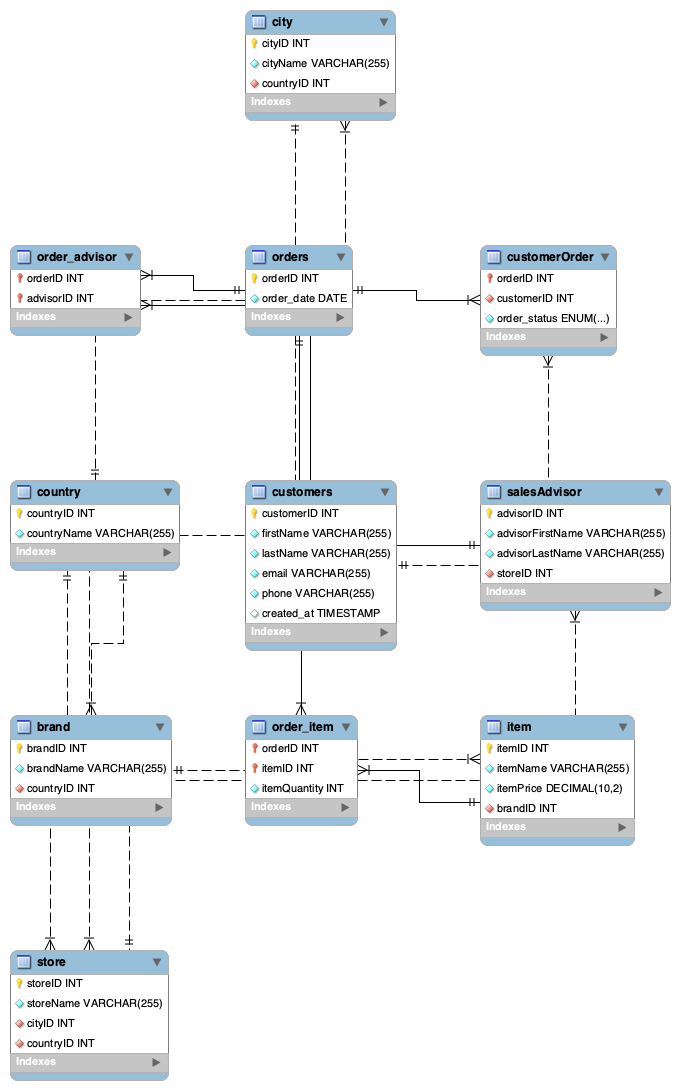 city
cityID INT
cityName VARCHAR(255)
countryID INT
Indexes
order_advisor
orderID INT
advisorID INT
Indexes
orders
orderID INT
order_date DATE
Indexes
customerOrder
orderID INT
customerID INT
order_status ENUM(...)
Indexes
country
countryID INT
countryName VARCHAR(255)
Indexes
customers
customerID INT
firstName VARCHAR(255)
lastName VARCHAR(255)
email VARCHAR(255)
phone VARCHAR(255)
created_at TIMESTAMP
Indexes
salesAdvisor
advisorID INT
advisorFirstName VARCHAR(255)
advisorLastName VARCHAR(255)
storeID INT
Indexes
brand
brandID INT
brandName VARCHAR(255)
countryID INT
Indexes
order_item
orderID INT
itemID INT
itemQuantity INT
Indexes
item
itemID INT
itemName VARCHAR(255)
itemPrice DECIMAL(10,2)
brandID INT
Indexes
store
storeID INT
storeName VARCHAR(255)
cityID INT
countryID INT
Indexes